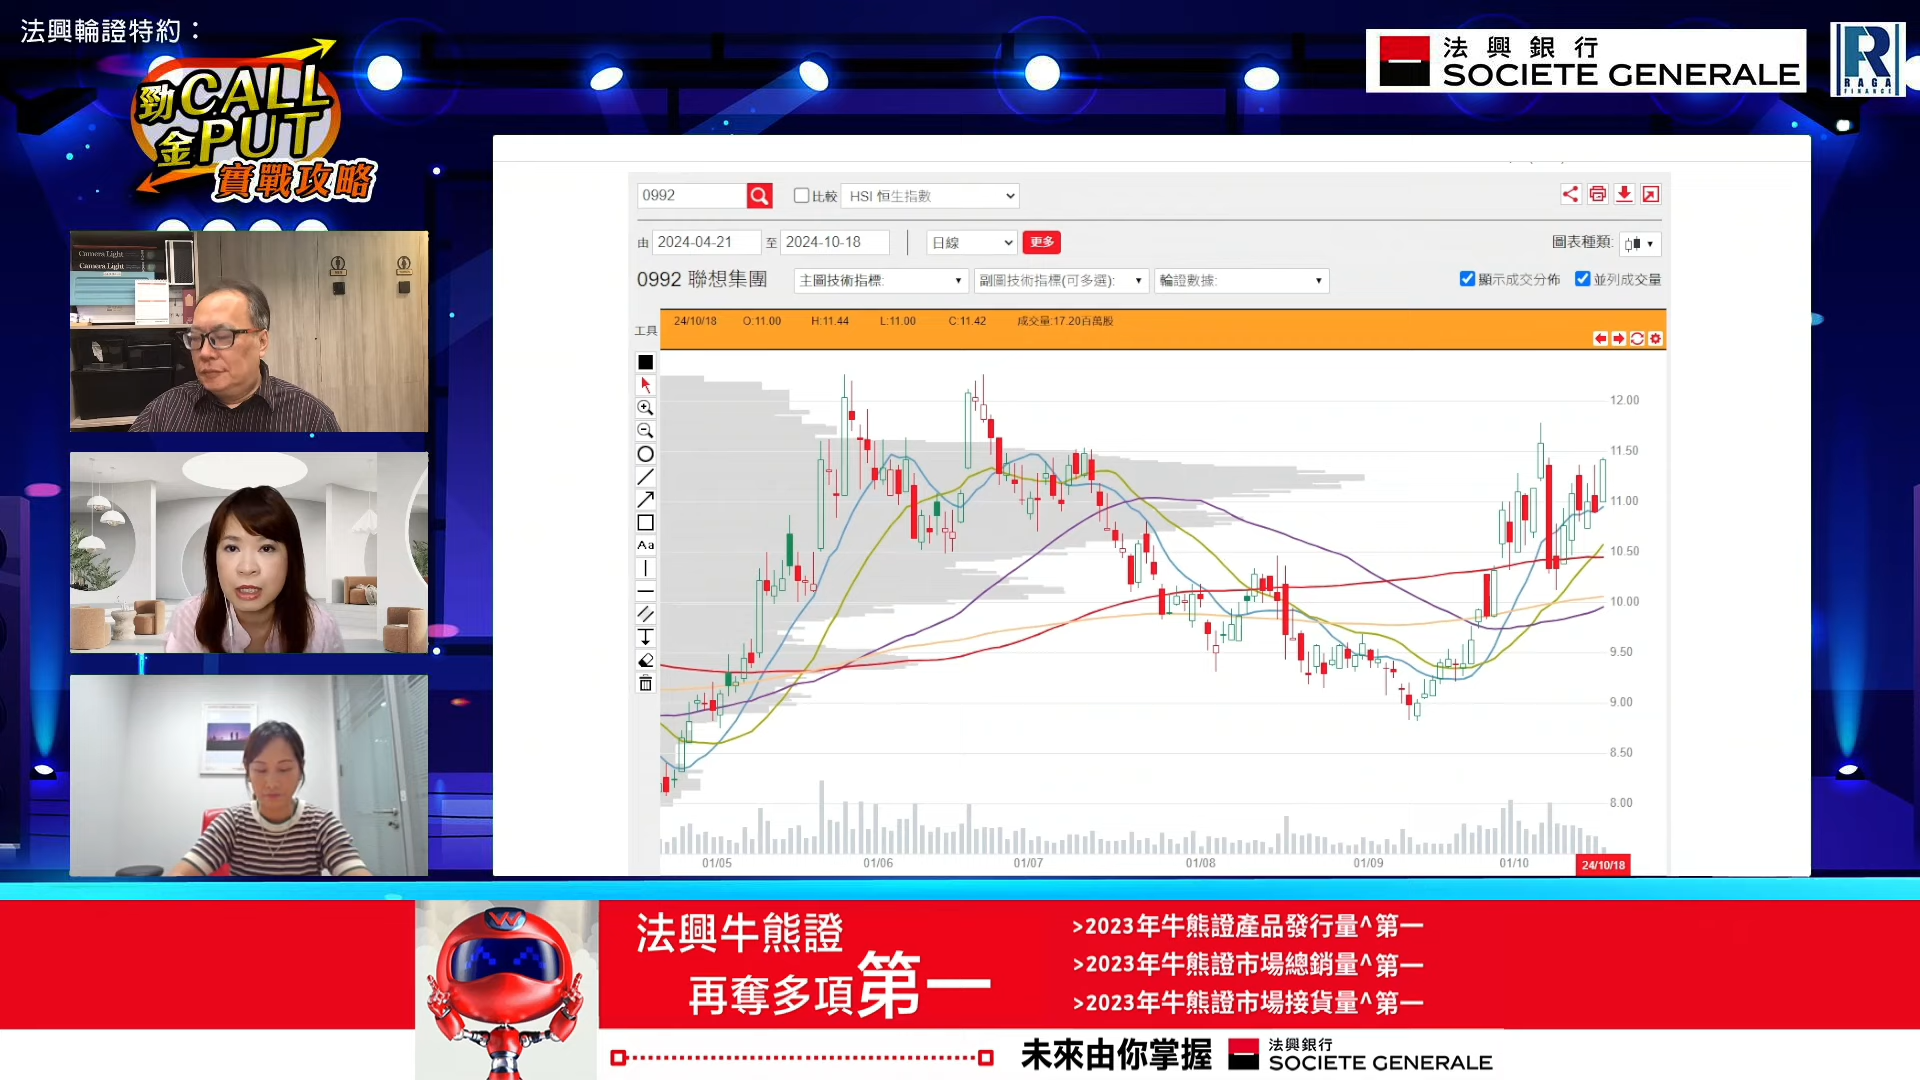 法興輪證特約：
勁CALL
金PUT
實戰攻略
法興銀行
SOCIETE GENERALE
R
RAGA
FINANCE
Camera Light
Camera Light
0992
比較
HSI 恒生指數
由 2024-04-21 至 2024-10-18
日線
更多
圖表種類:
0992 聯想集團
主圖技術指標:
副圖技術指標(可多選):
輪證數據:
顯示成交分佈
並列成交量
工具
24/10/18 O:11.00 H:11.44 L:11.00 C:11.42 成交量:17.20百萬股
Aa
12.00
11.50
11.00
10.50
10.00
9.50
9.00
8.50
8.00
01/05 01/06 01/07 01/08 01/09 01/10 24/10/18
法興牛熊證
再奪多項第一
>2023年牛熊證產品發行量^第一
>2023年牛熊證市場總銷量^第一
>2023年牛熊證市場接貨量^第一
W
未來由你掌握
法興銀行
SOCIETE GENERALE